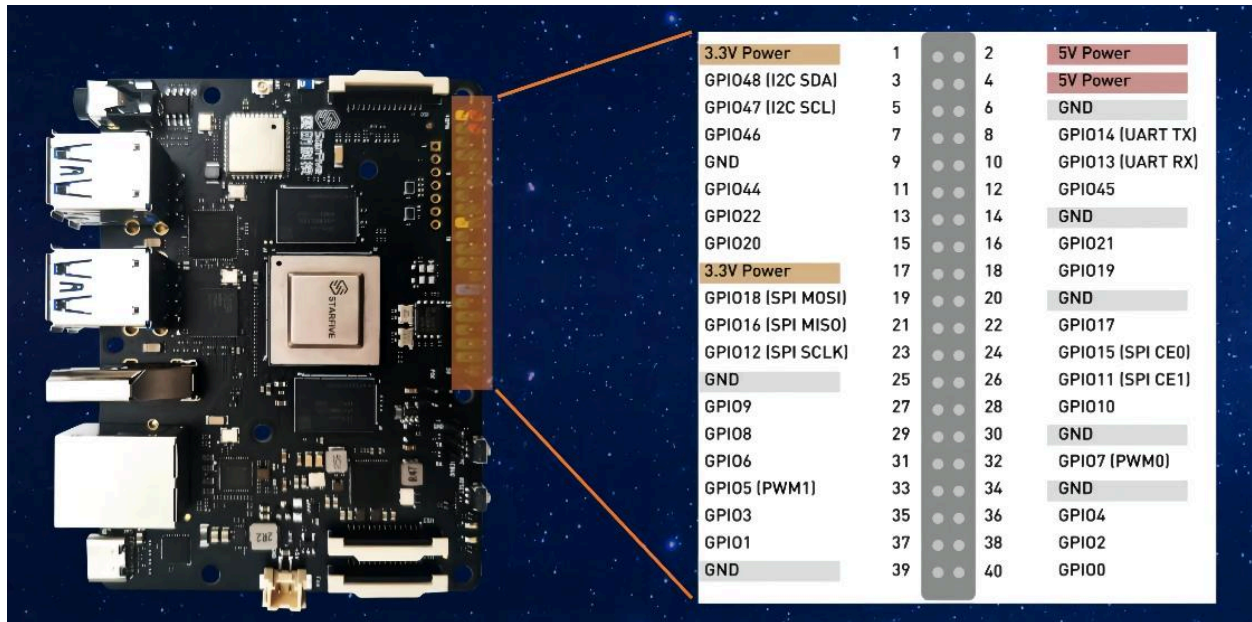 3.3V Power 1 2 5V Power
GPIO48 (I2C SDA) 3 4 5V Power
GPIO47 (I2C SCL) 5 6 GND
GPIO46 7 8 GPIO14 (UART TX)
GND 9 10 GPIO13 (UART RX)
GPIO44 11 12 GPIO45
GPIO22 13 14 GND
GPIO20 15 16 GPIO21
3.3V Power 17 18 GPIO19
GPIO18 (SPI MOSI) 19 20 GND
GPIO16 (SPI MISO) 21 22 GPIO17
GPIO12 (SPI SCLK) 23 24 GPIO15 (SPI CE0)
GND 25 26 GPIO11 (SPI CE1)
GPIO9 27 28 GPIO10
GPIO8 29 30 GND
GPIO6 31 32 GPIO7 (PWM0)
GPIO5 (PWM1) 33 34 GND
GPIO3 35 36 GPIO4
GPIO1 37 38 GPIO2
GND 39 40 GPIO0
StarFive
STARFIVE
2R2